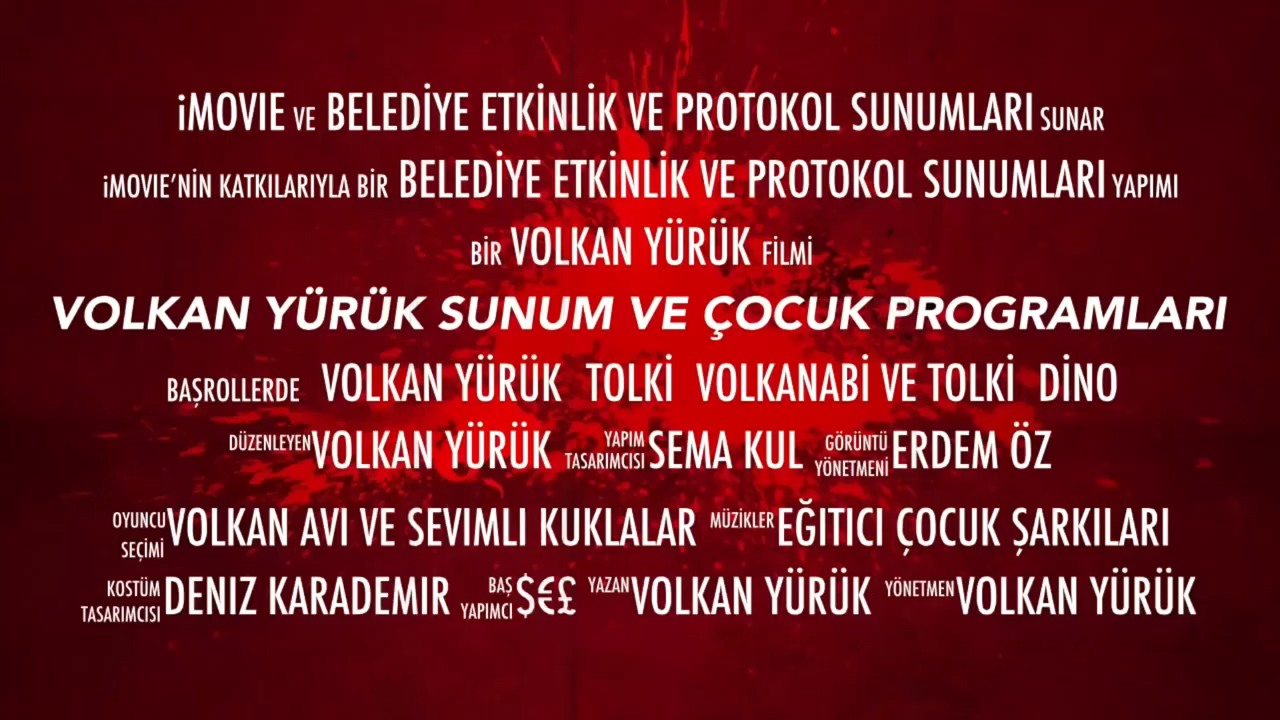 iMOVIE VE BELEDİYE ETKİNLİK VE PROTOKOL SUNUMLARI SUNAR
iMOVIE'NİN KATKILARIYLA BİR BELEDİYE ETKİNLİK VE PROTOKOL SUNUMLARI YAPIMI
BİR VOLKAN YÜRÜK FİLMİ
VOLKAN YÜRÜK SUNUM VE ÇOCUK PROGRAMLARI
BAŞROLLERDE VOLKAN YÜRÜK TOLKİ VOLKANABİ VE TOLKİ DİNO
DÜZENLEYEN VOLKAN YÜRÜK YAPIM TASARIMCISI SEMA KUL GÖRÜNTÜ YÖNETMENİ ERDEM ÖZ
OYUNCU SEÇİMİ VOLKAN AVI VE SEVIMLI KUKLALAR MÜZİKLER EĞITICI ÇOCUK ŞARKILARI
KOSTÜM TASARIMCISI DENIZ KARADEMIR BAŞ YAPIMCI $€£ YAZAN VOLKAN YÜRÜK YÖNETMEN VOLKAN YÜRÜK